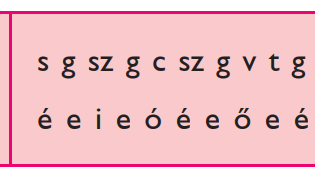 s g sz g c sz g v t g
é e i e ó é e ő e é